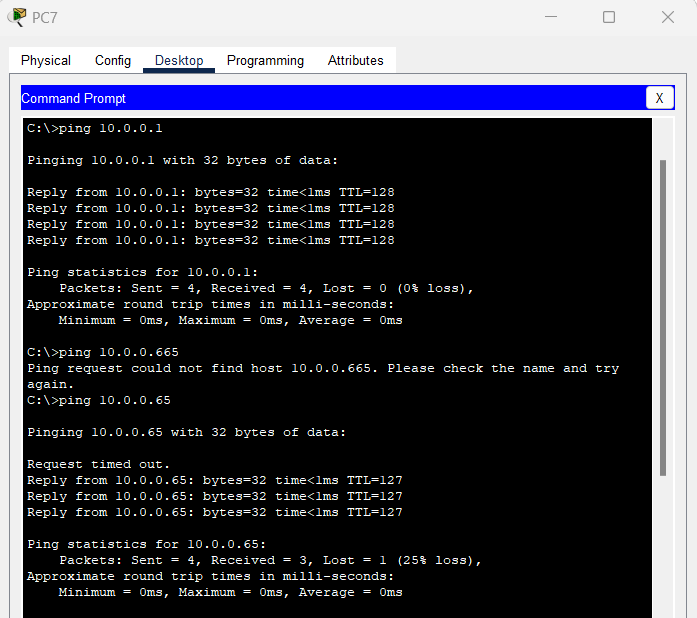 PC7
Physical Config Desktop Programming Attributes
Command Prompt
X
C:\>ping 10.0.0.1
Pinging 10.0.0.1 with 32 bytes of data:
Reply from 10.0.0.1: bytes=32 time<1ms TTL=128
Reply from 10.0.0.1: bytes=32 time<1ms TTL=128
Reply from 10.0.0.1: bytes=32 time<1ms TTL=128
Reply from 10.0.0.1: bytes=32 time<1ms TTL=128
Ping statistics for 10.0.0.1:
    Packets: Sent = 4, Received = 4, Lost = 0 (0% loss),
Approximate round trip times in milli-seconds:
    Minimum = 0ms, Maximum = 0ms, Average = 0ms
C:\>ping 10.0.0.665
Ping request could not find host 10.0.0.665. Please check the name and try
again.
C:\>ping 10.0.0.65
Pinging 10.0.0.65 with 32 bytes of data:
Request timed out.
Reply from 10.0.0.65: bytes=32 time<1ms TTL=127
Reply from 10.0.0.65: bytes=32 time<1ms TTL=127
Reply from 10.0.0.65: bytes=32 time<1ms TTL=127
Ping statistics for 10.0.0.65:
    Packets: Sent = 4, Received = 3, Lost = 1 (25% loss),
Approximate round trip times in milli-seconds:
    Minimum = 0ms, Maximum = 0ms, Average = 0ms